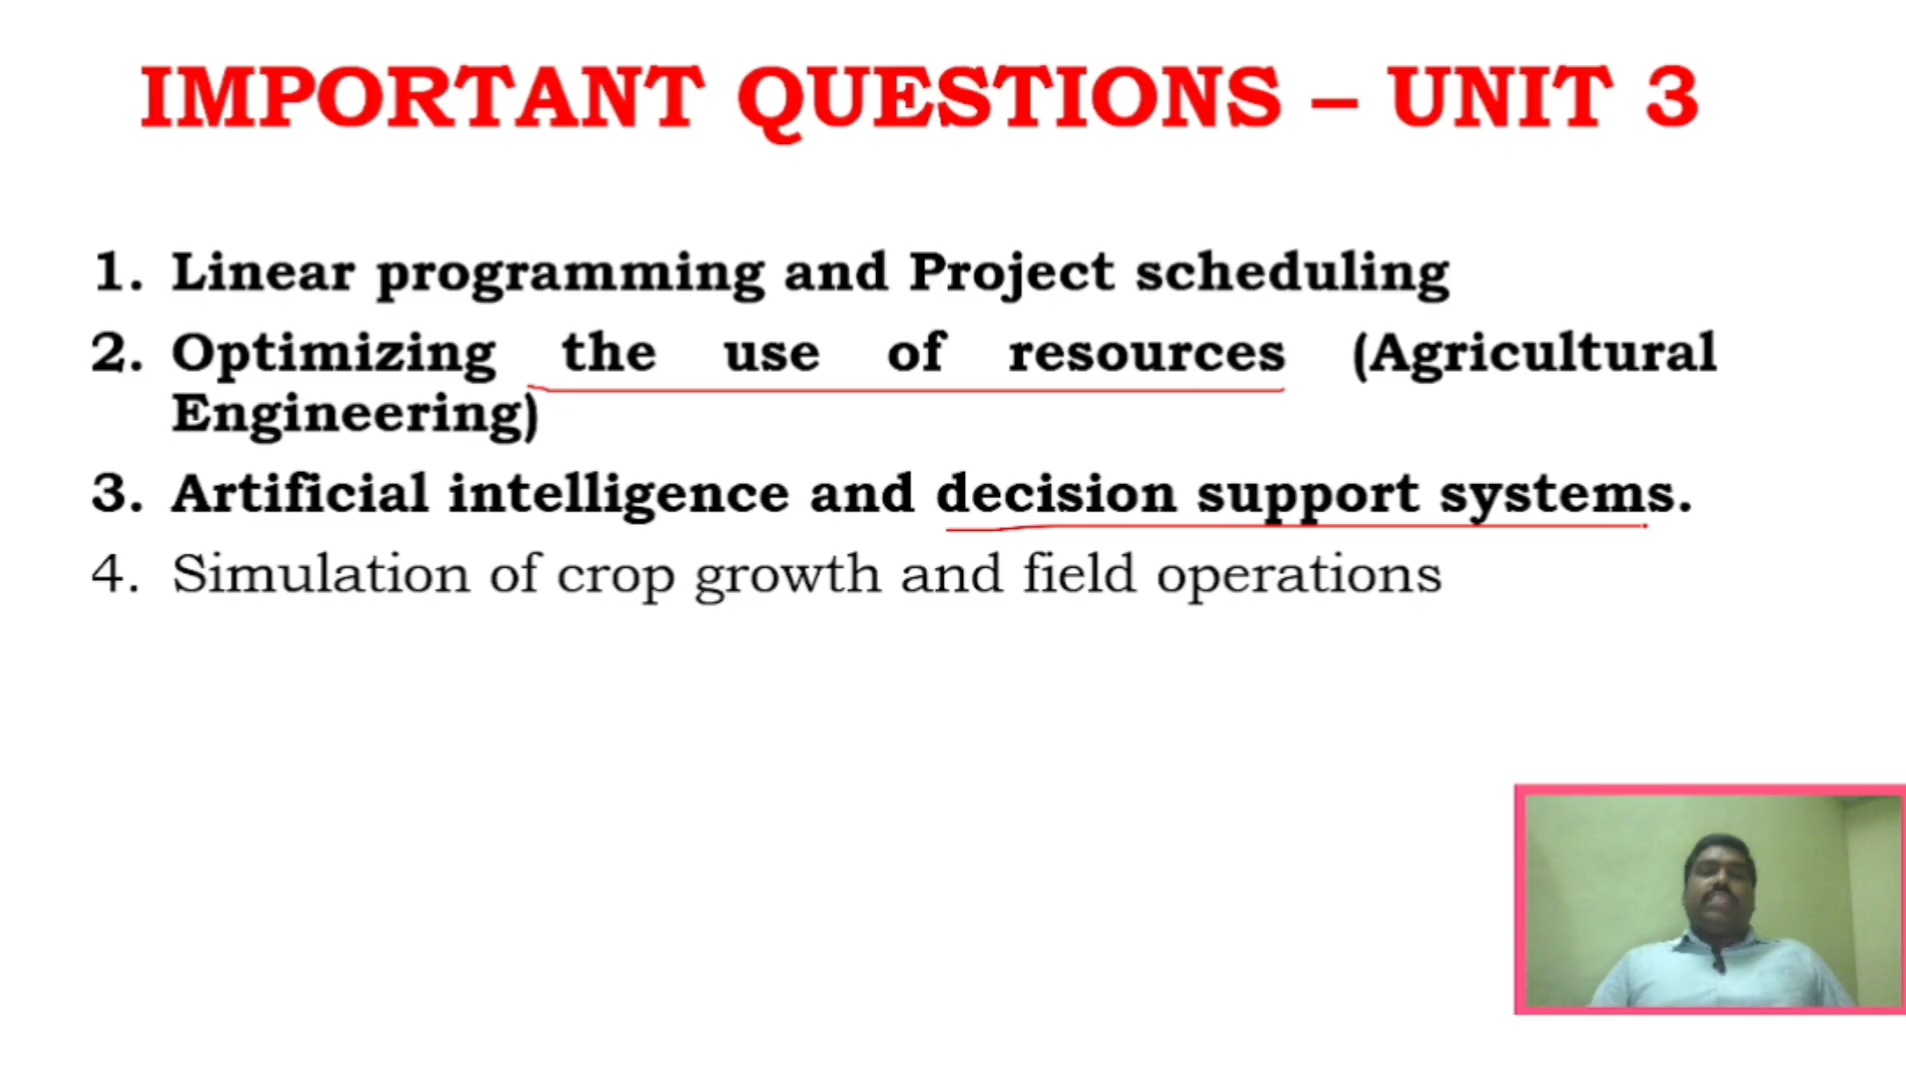 IMPORTANT QUESTIONS – UNIT 3
1. Linear programming and Project scheduling
2. Optimizing the use of resources (Agricultural
Engineering)
3. Artificial intelligence and decision support systems.
4. Simulation of crop growth and field operations